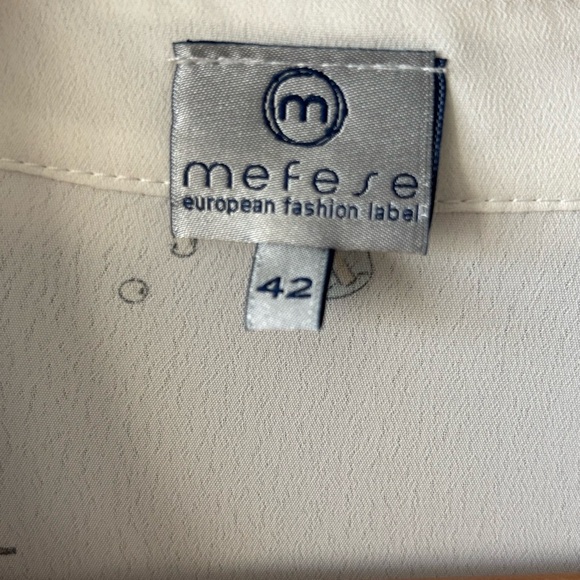 m
mefese
european fashion label
42